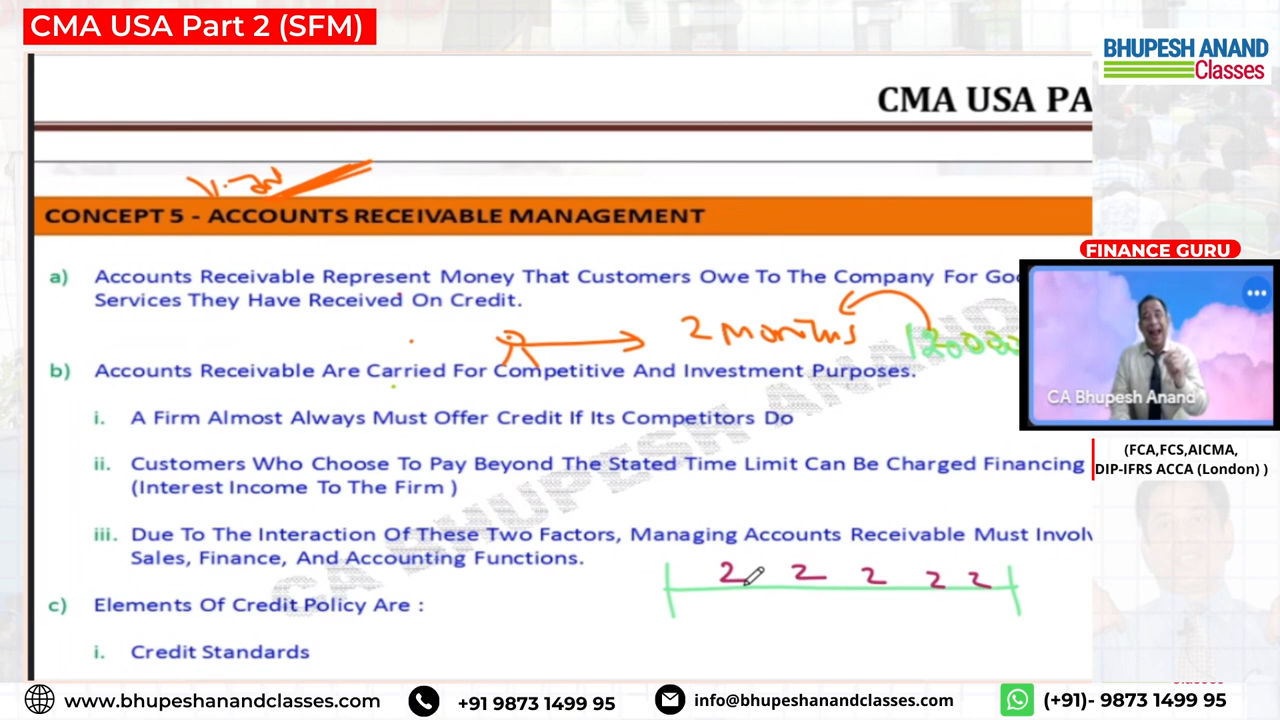 CMA USA Part 2 (SFM)
BHUPESH ANAND
Classes
CMA USA PA
CONCEPT 5 - ACCOUNTS RECEIVABLE MANAGEMENT
a) Accounts Receivable Represent Money That Customers Owe To The Company For Goo
Services They Have Received On Credit.
2 months
120000
b) Accounts Receivable Are Carried For Competitive And Investment Purposes.
i. A Firm Almost Always Must Offer Credit If Its Competitors Do
ii. Customers Who Choose To Pay Beyond The Stated Time Limit Can Be Charged Financing
(Interest Income To The Firm )
iii. Due To The Interaction Of These Two Factors, Managing Accounts Receivable Must Involv
Sales, Finance, And Accounting Functions.
2 2 2 2 2
c) Elements Of Credit Policy Are :
i. Credit Standards
CA BHUPESH ANAND
FINANCE GURU
CA Bhupesh Anand
(FCA,FCS,AICMA,
DIP-IFRS ACCA (London) )
www.bhupeshanandclasses.com
+91 9873 1499 95
info@bhupeshanandclasses.com
(+91)- 9873 1499 95